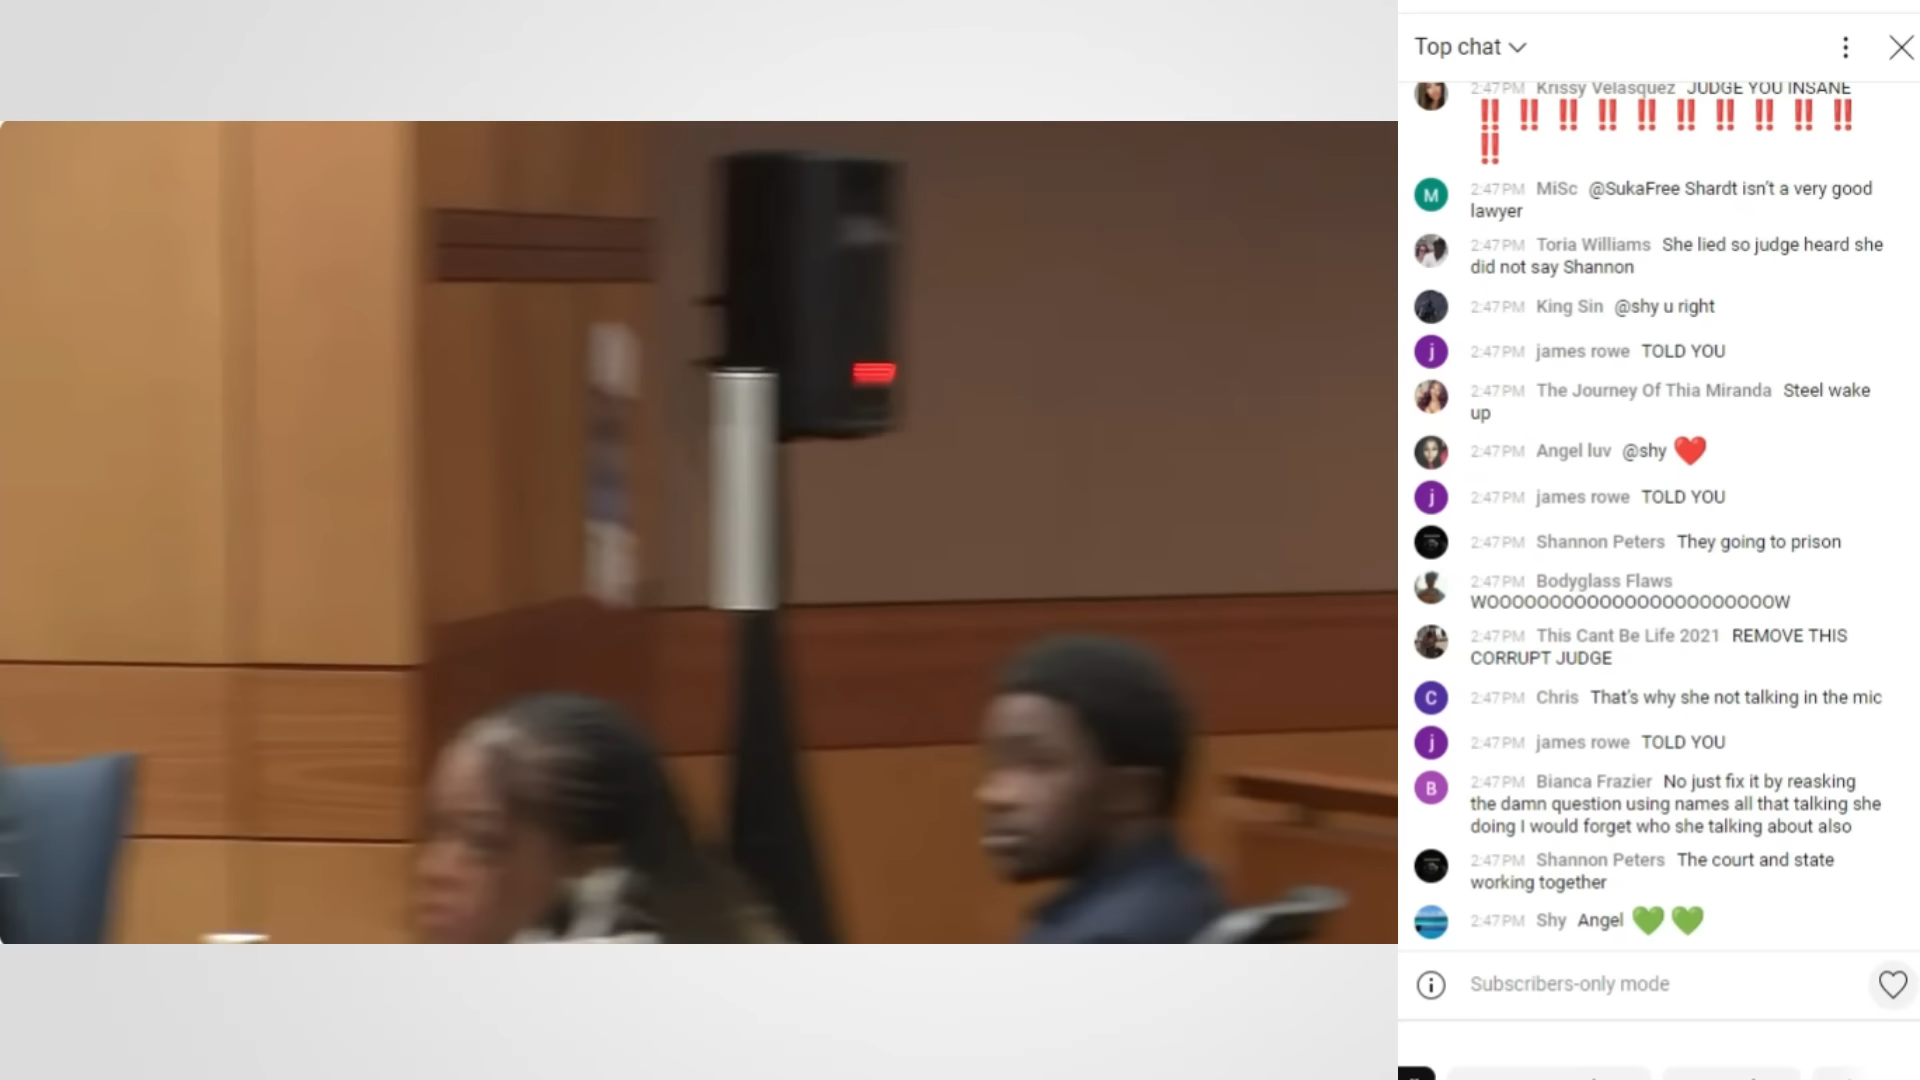 Top chat
2:47 PM Krissy Velasquez JUDGE YOU INSANE
‼️ ‼️ ‼️ ‼️ ‼️ ‼️ ‼️ ‼️ ‼️ ‼️
‼️
M
2:47 PM MiSc @SukaFree Shardt isn't a very good
lawyer
2:47 PM Toria Williams She lied so judge heard she
did not say Shannon
2:47 PM King Sin @shy u right
j
2:47 PM james rowe TOLD YOU
2:47 PM The Journey Of Thia Miranda Steel wake
up
2:47 PM Angel luv @shy ❤️
j
2:47 PM james rowe TOLD YOU
2:47 PM Shannon Peters They going to prison
2:47 PM Bodyglass Flaws
WOOOOOOOOOOOOOOOOOOOOOOOOW
2:47 PM This Cant Be Life 2021 REMOVE THIS
CORRUPT JUDGE
C
2:47 PM Chris That's why she not talking in the mic
j
2:47 PM james rowe TOLD YOU
B
2:47 PM Bianca Frazier No just fix it by reasking
the damn question using names all that talking she
doing I would forget who she talking about also
2:47 PM Shannon Peters The court and state
working together
2:47 PM Shy Angel 💚 💚
Subscribers-only mode